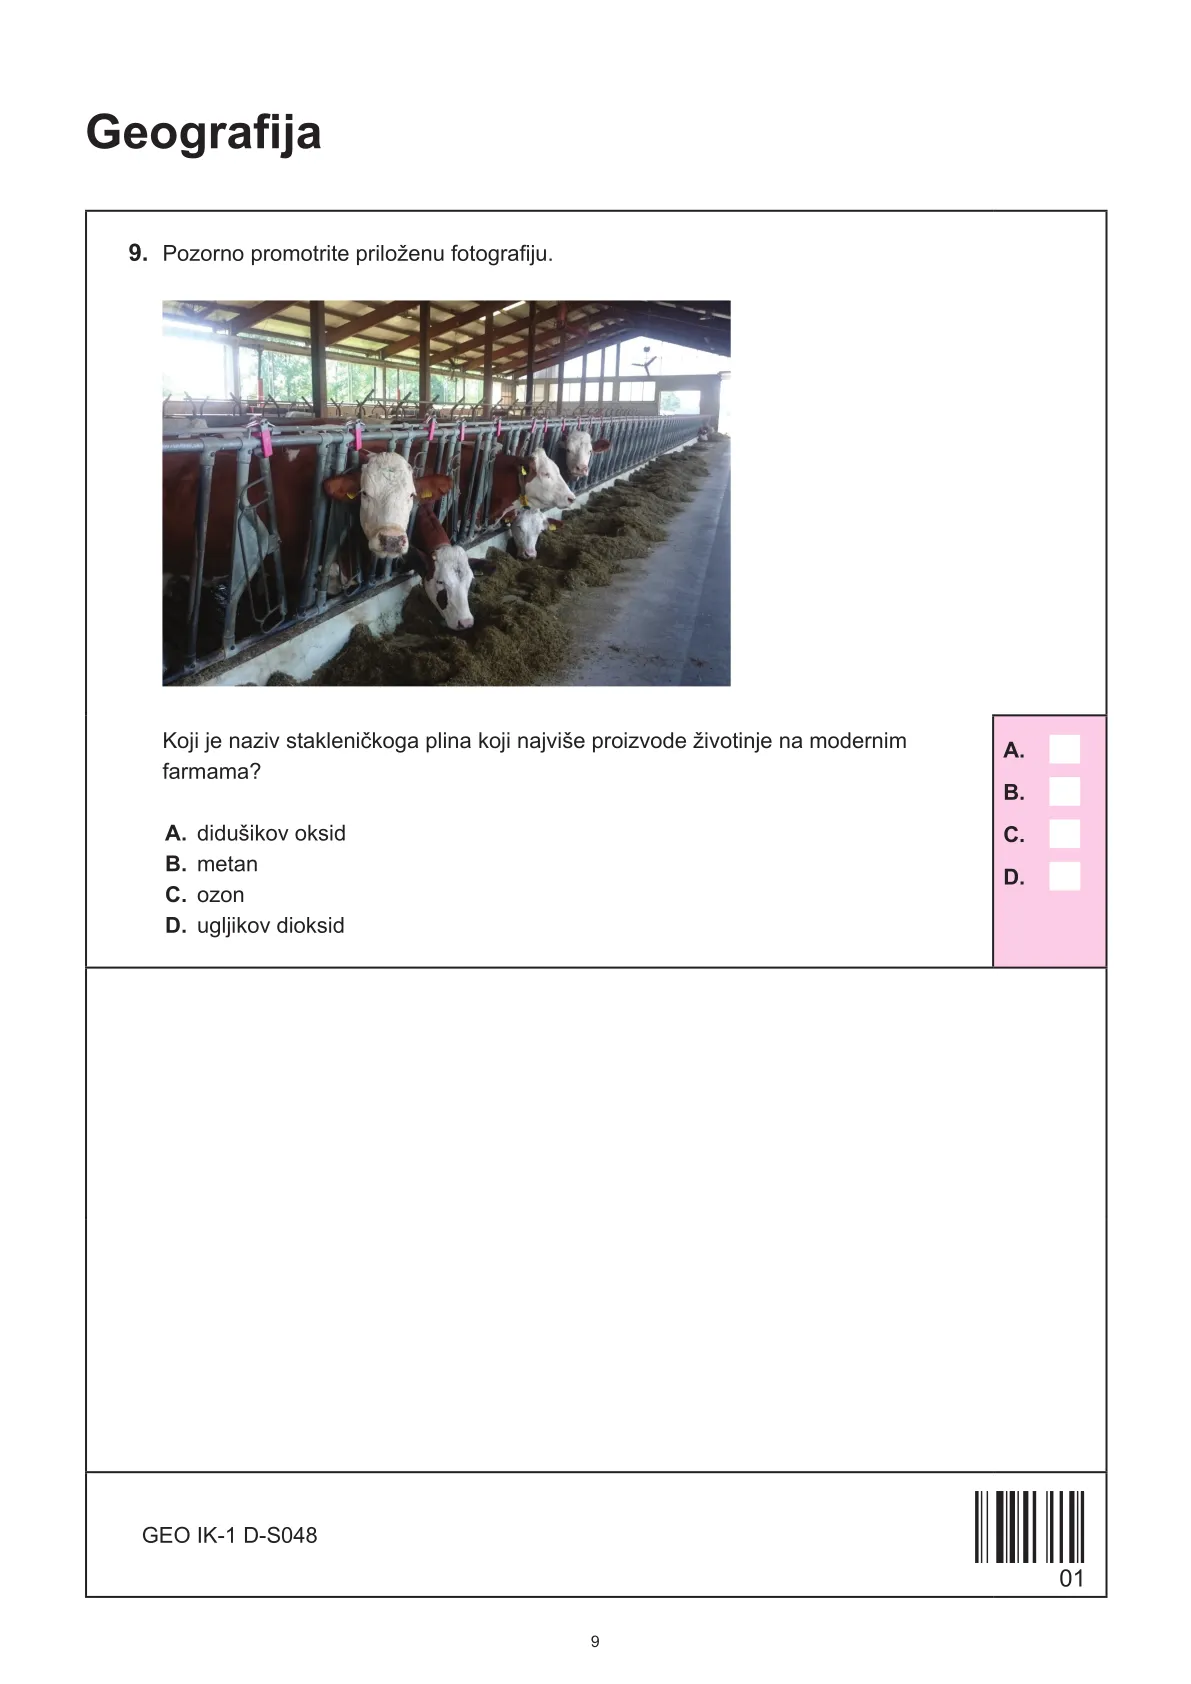 Geografija
9. Pozorno promotrite priloženu fotografiju.
Koji je naziv stakleničkoga plina koji najviše proizvode životinje na modernim
farmama?
A. didušikov oksid
B. metan
C. ozon
D. ugljikov dioksid
A.
B.
C.
D.
GEO IK-1 D-S048
01
9